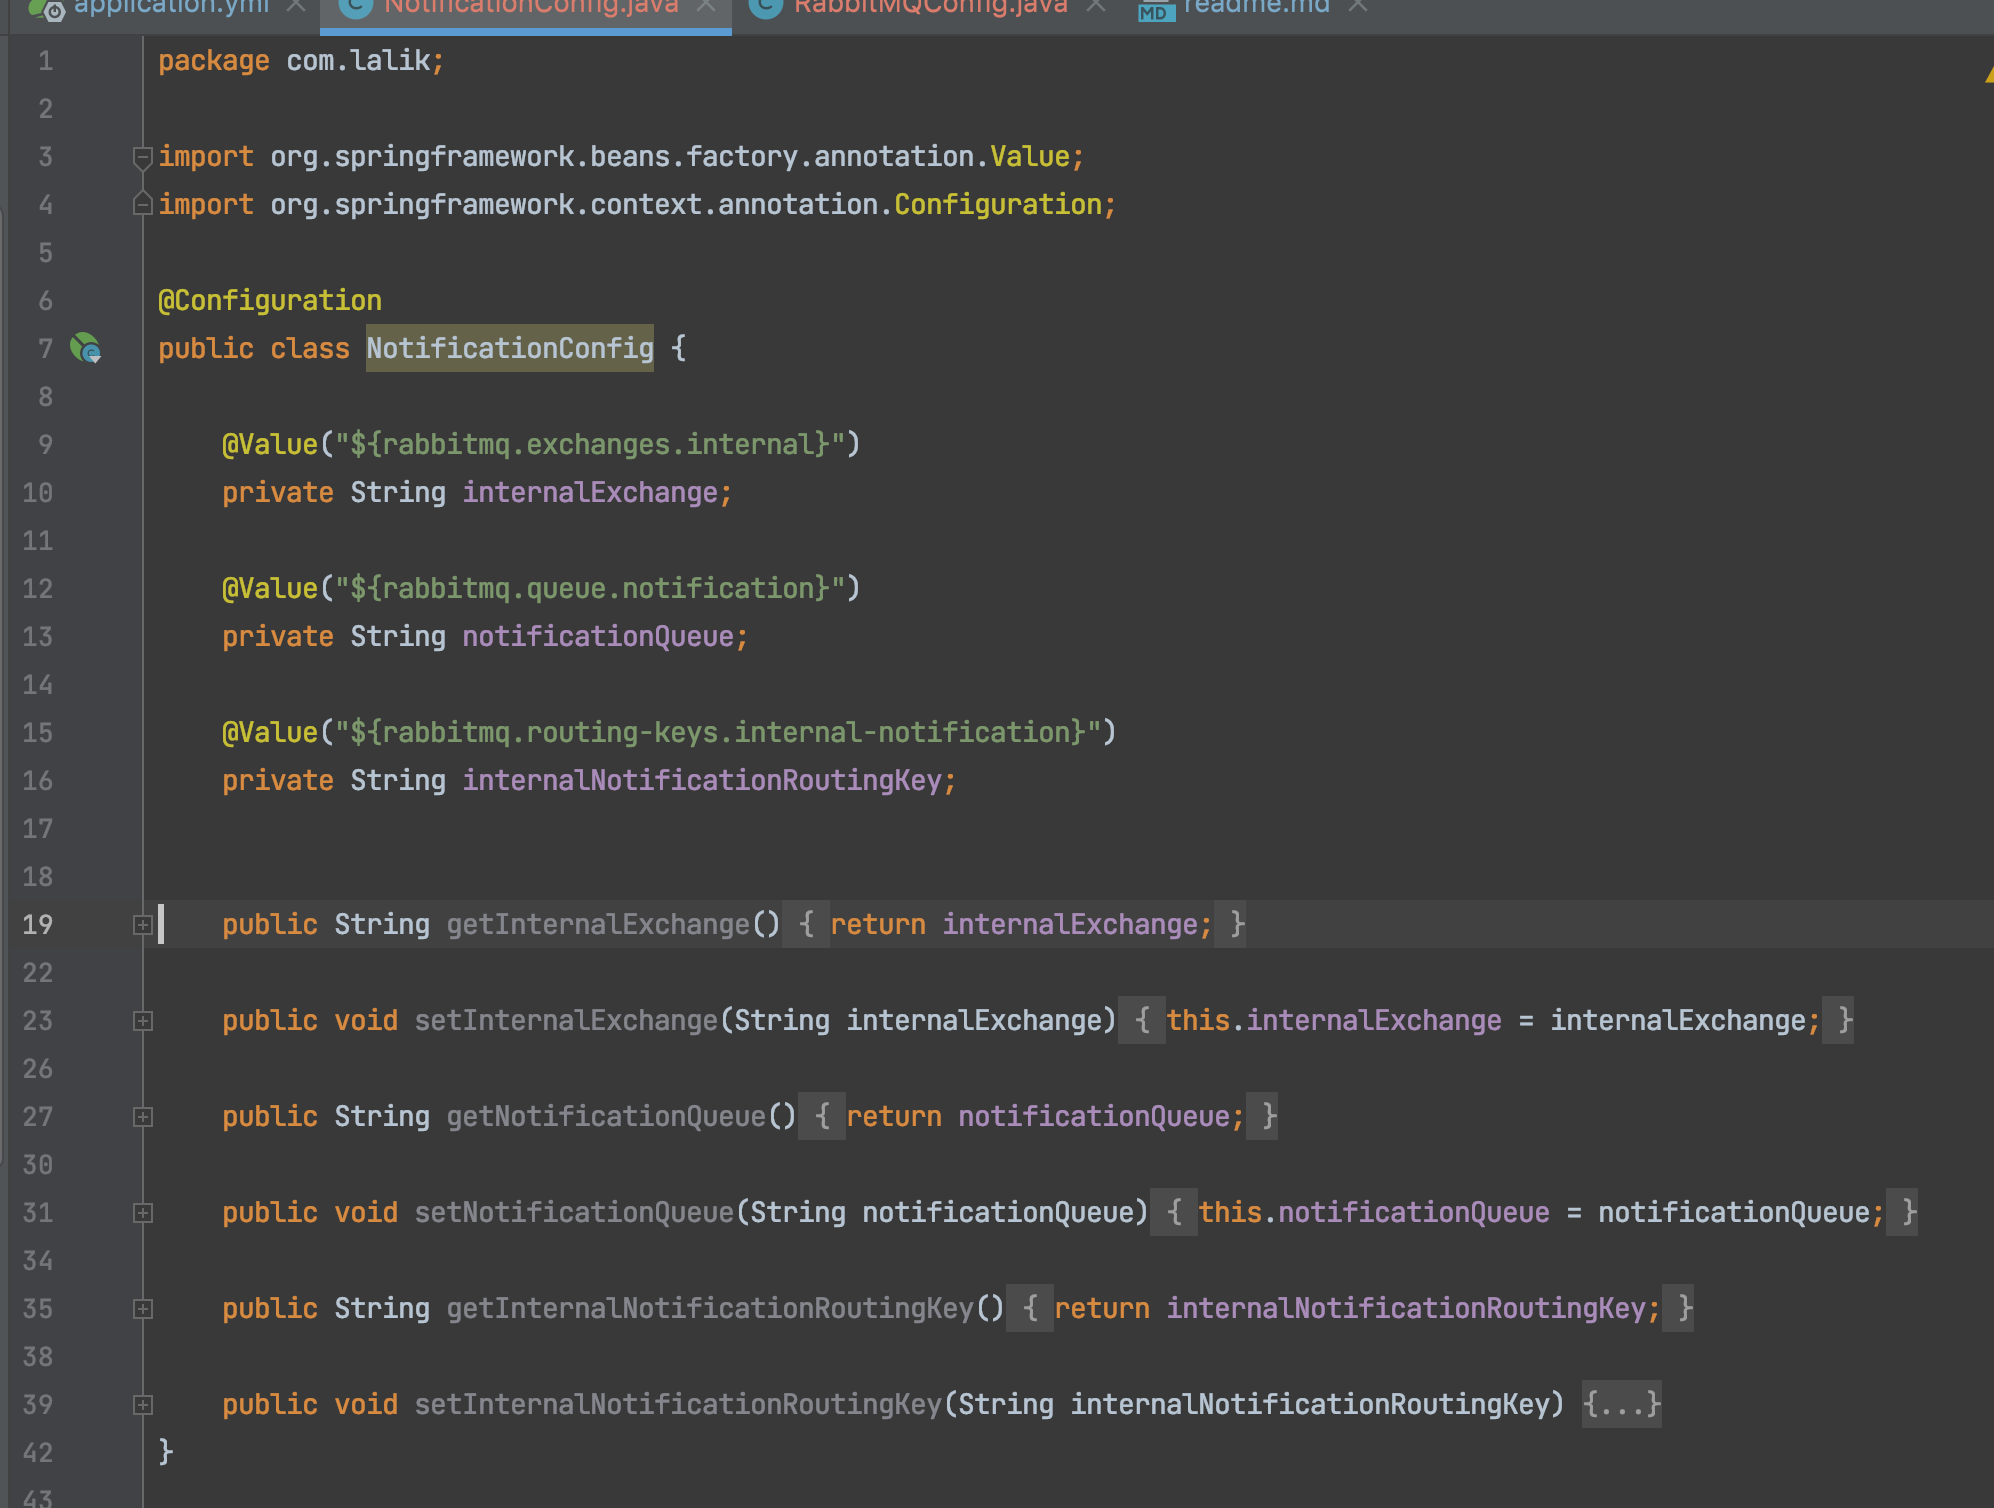 application.yml NotificationConfig.java RabbitMQConfig.java readme.md
1 package com.lalik;
2
3 import org.springframework.beans.factory.annotation.Value;
4 import org.springframework.context.annotation.Configuration;
5
6 @Configuration
7 public class NotificationConfig {
8
9 @Value("${rabbitmq.exchanges.internal}")
10 private String internalExchange;
11
12 @Value("${rabbitmq.queue.notification}")
13 private String notificationQueue;
14
15 @Value("${rabbitmq.routing-keys.internal-notification}")
16 private String internalNotificationRoutingKey;
17
18
19 public String getInternalExchange() { return internalExchange; }
22
23 public void setInternalExchange(String internalExchange) { this.internalExchange = internalExchange; }
26
27 public String getNotificationQueue() { return notificationQueue; }
30
31 public void setNotificationQueue(String notificationQueue) { this.notificationQueue = notificationQueue; }
34
35 public String getInternalNotificationRoutingKey() { return internalNotificationRoutingKey; }
38
39 public void setInternalNotificationRoutingKey(String internalNotificationRoutingKey) {...}
42 }
43